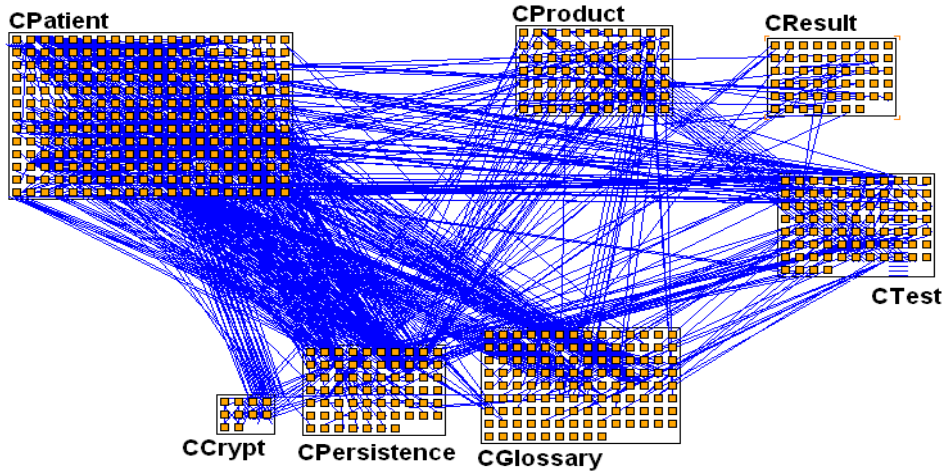 CPatient
CProduct
CResult
CTest
CCrypt
CPersistence
CGlossary